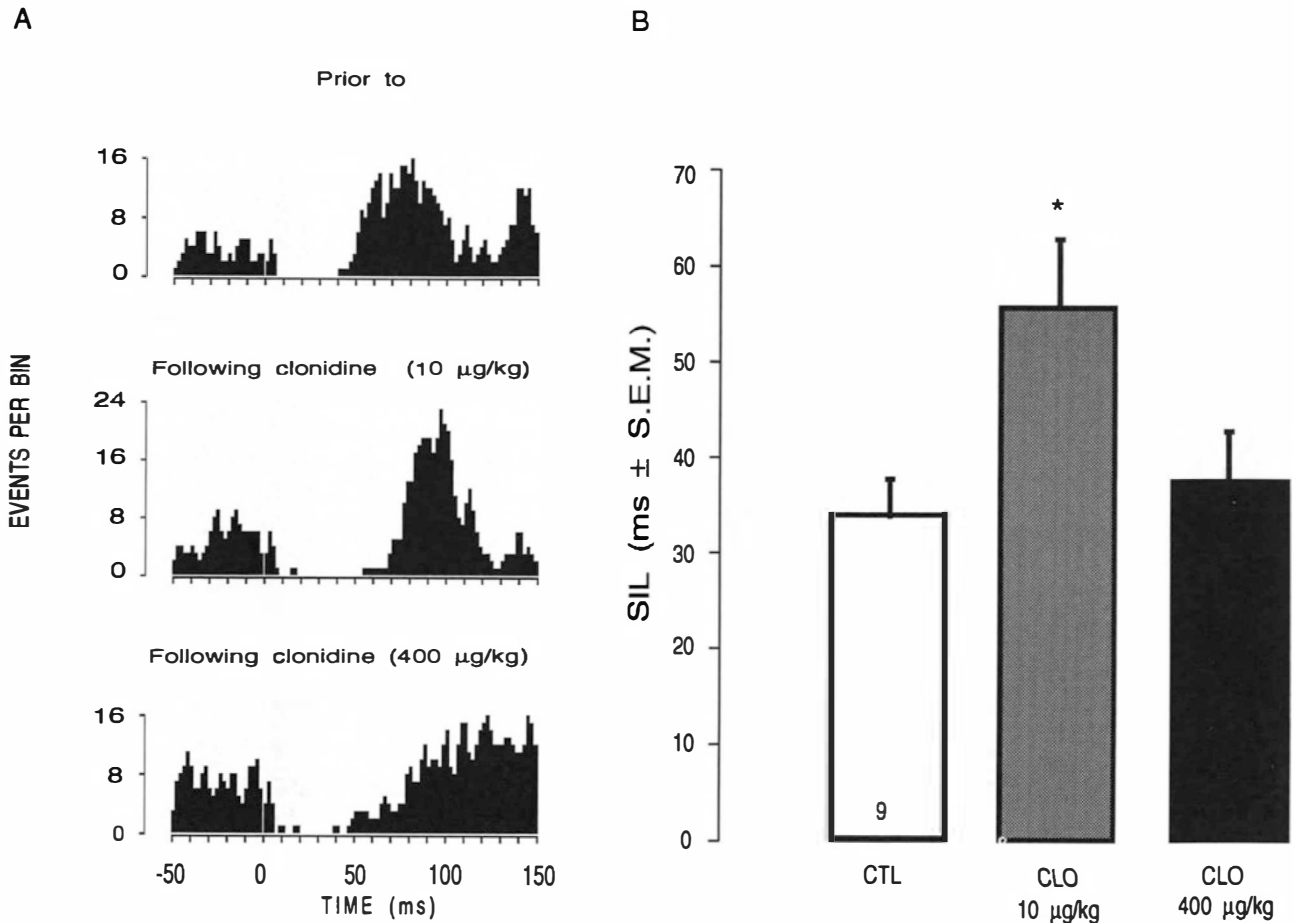 A
Prior to
16
8
0
Following clonidine (10 µg/kg)
24
16
8
0
Following clonidine (400 µg/kg)
16
8
0
-50 0 50 100 150
TIME (ms)
EVENTS PER BIN
B
70
60
50
40
30
20
10
0
SIL (ms ± S.E.M.)
*
9
CTL
CLO
10 µg/kg
CLO
400 µg/kg